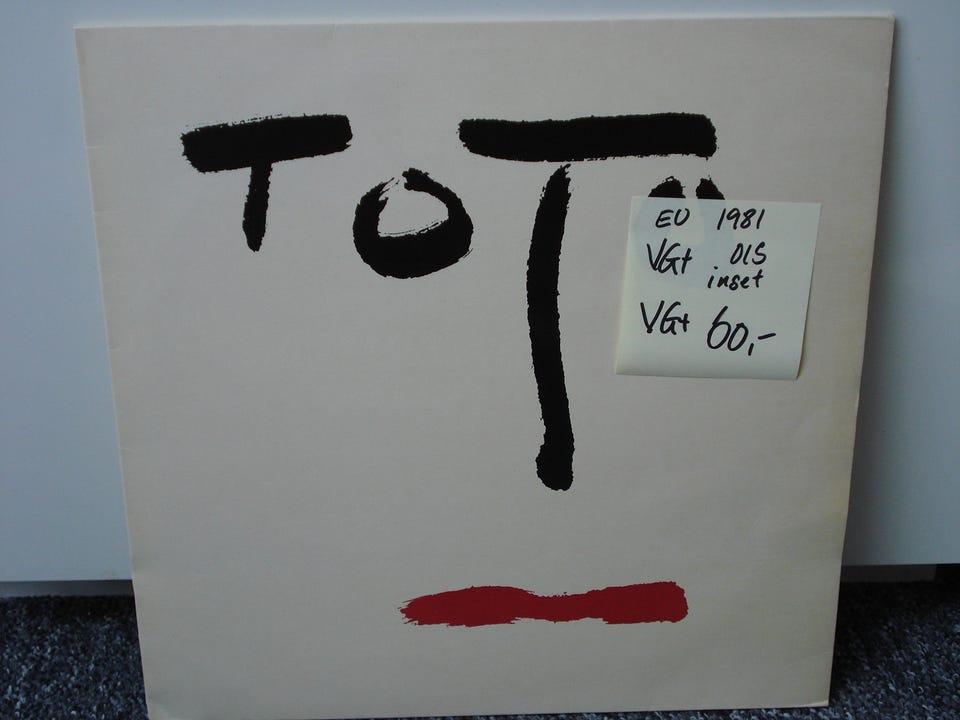 ToTo
EU 1981
VG+ OIS
inset
VG+ 60,-